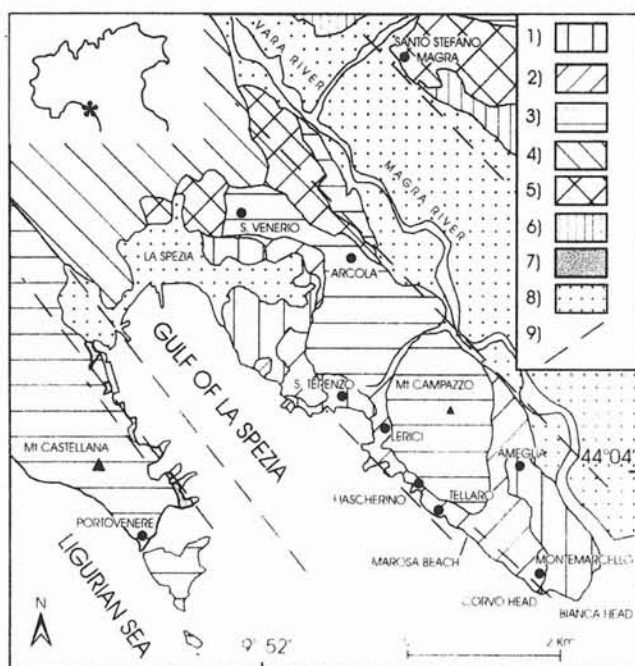 VARA RIVER
SANTO STEFANO
MAGRA
1)
2)
3)
4)
5)
6)
7)
8)
9)
MAGRA RIVER
S. VENERIO
LA SPEZIA
ARCOLA
GULF OF LA SPEZIA
S. TERENZO
Mt CAMPAZZO
LERICI
Mt CASTELLANA
AMEGLIA
44°04'
MASCHERINO
TELLARO
PORTOVENERE
MAROSA BEACH
MONTEMARCELLO
CORVO HEAD
BIANCA HEAD
LIGURIAN SEA
N
9° 52'
2 Km